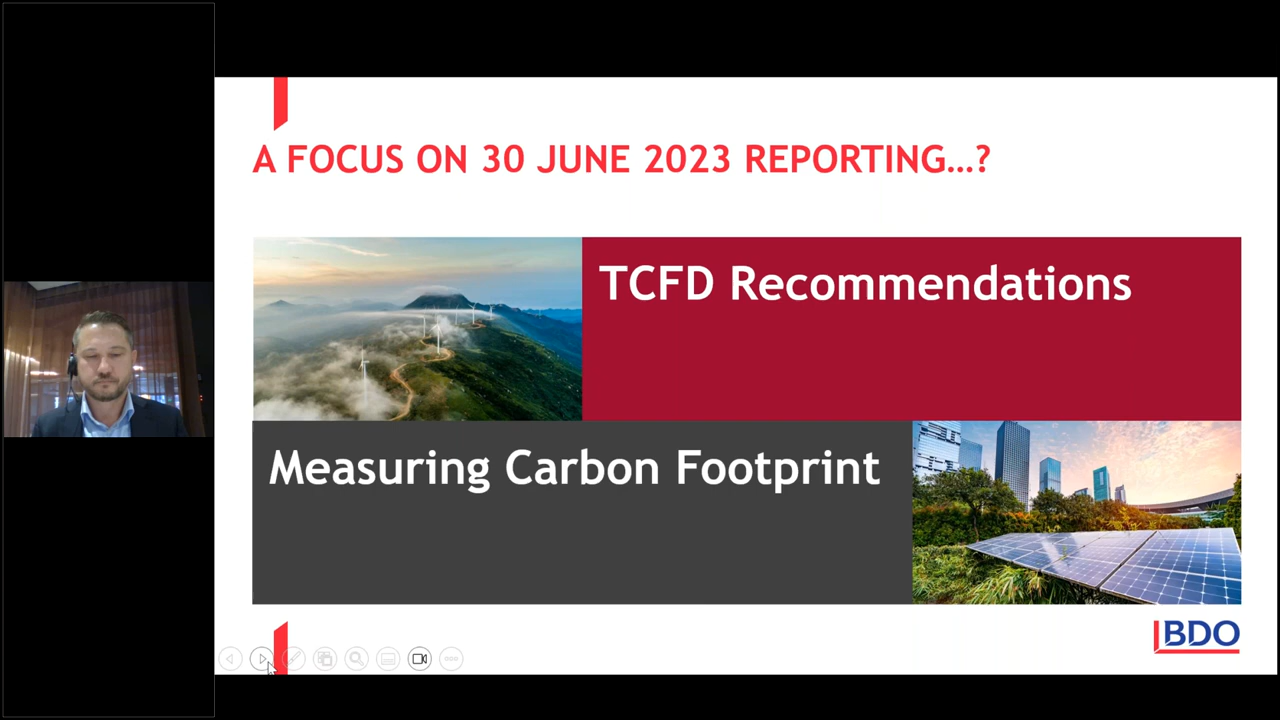 A FOCUS ON 30 JUNE 2023 REPORTING...?
TCFD Recommendations
Measuring Carbon Footprint
BDO